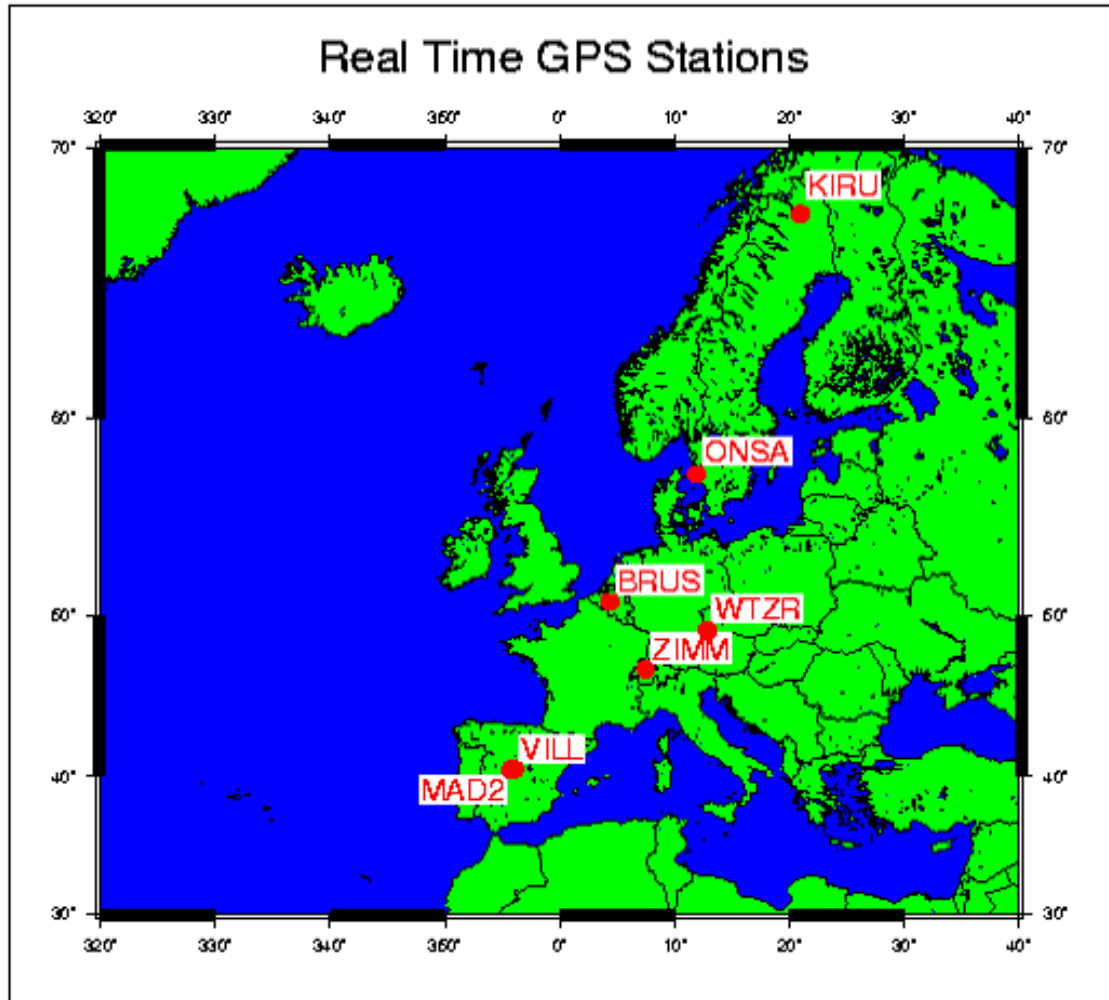 Real Time GPS Stations
320° 330° 340° 350° 0° 10° 20° 30° 40°
70° 70°
KIRU
60° 60°
ONSA
BRUS
50° 50°
WTZR
ZIMM
VILL
40° 40°
MAD2
30° 30°
320° 330° 340° 350° 0° 10° 20° 30° 40°